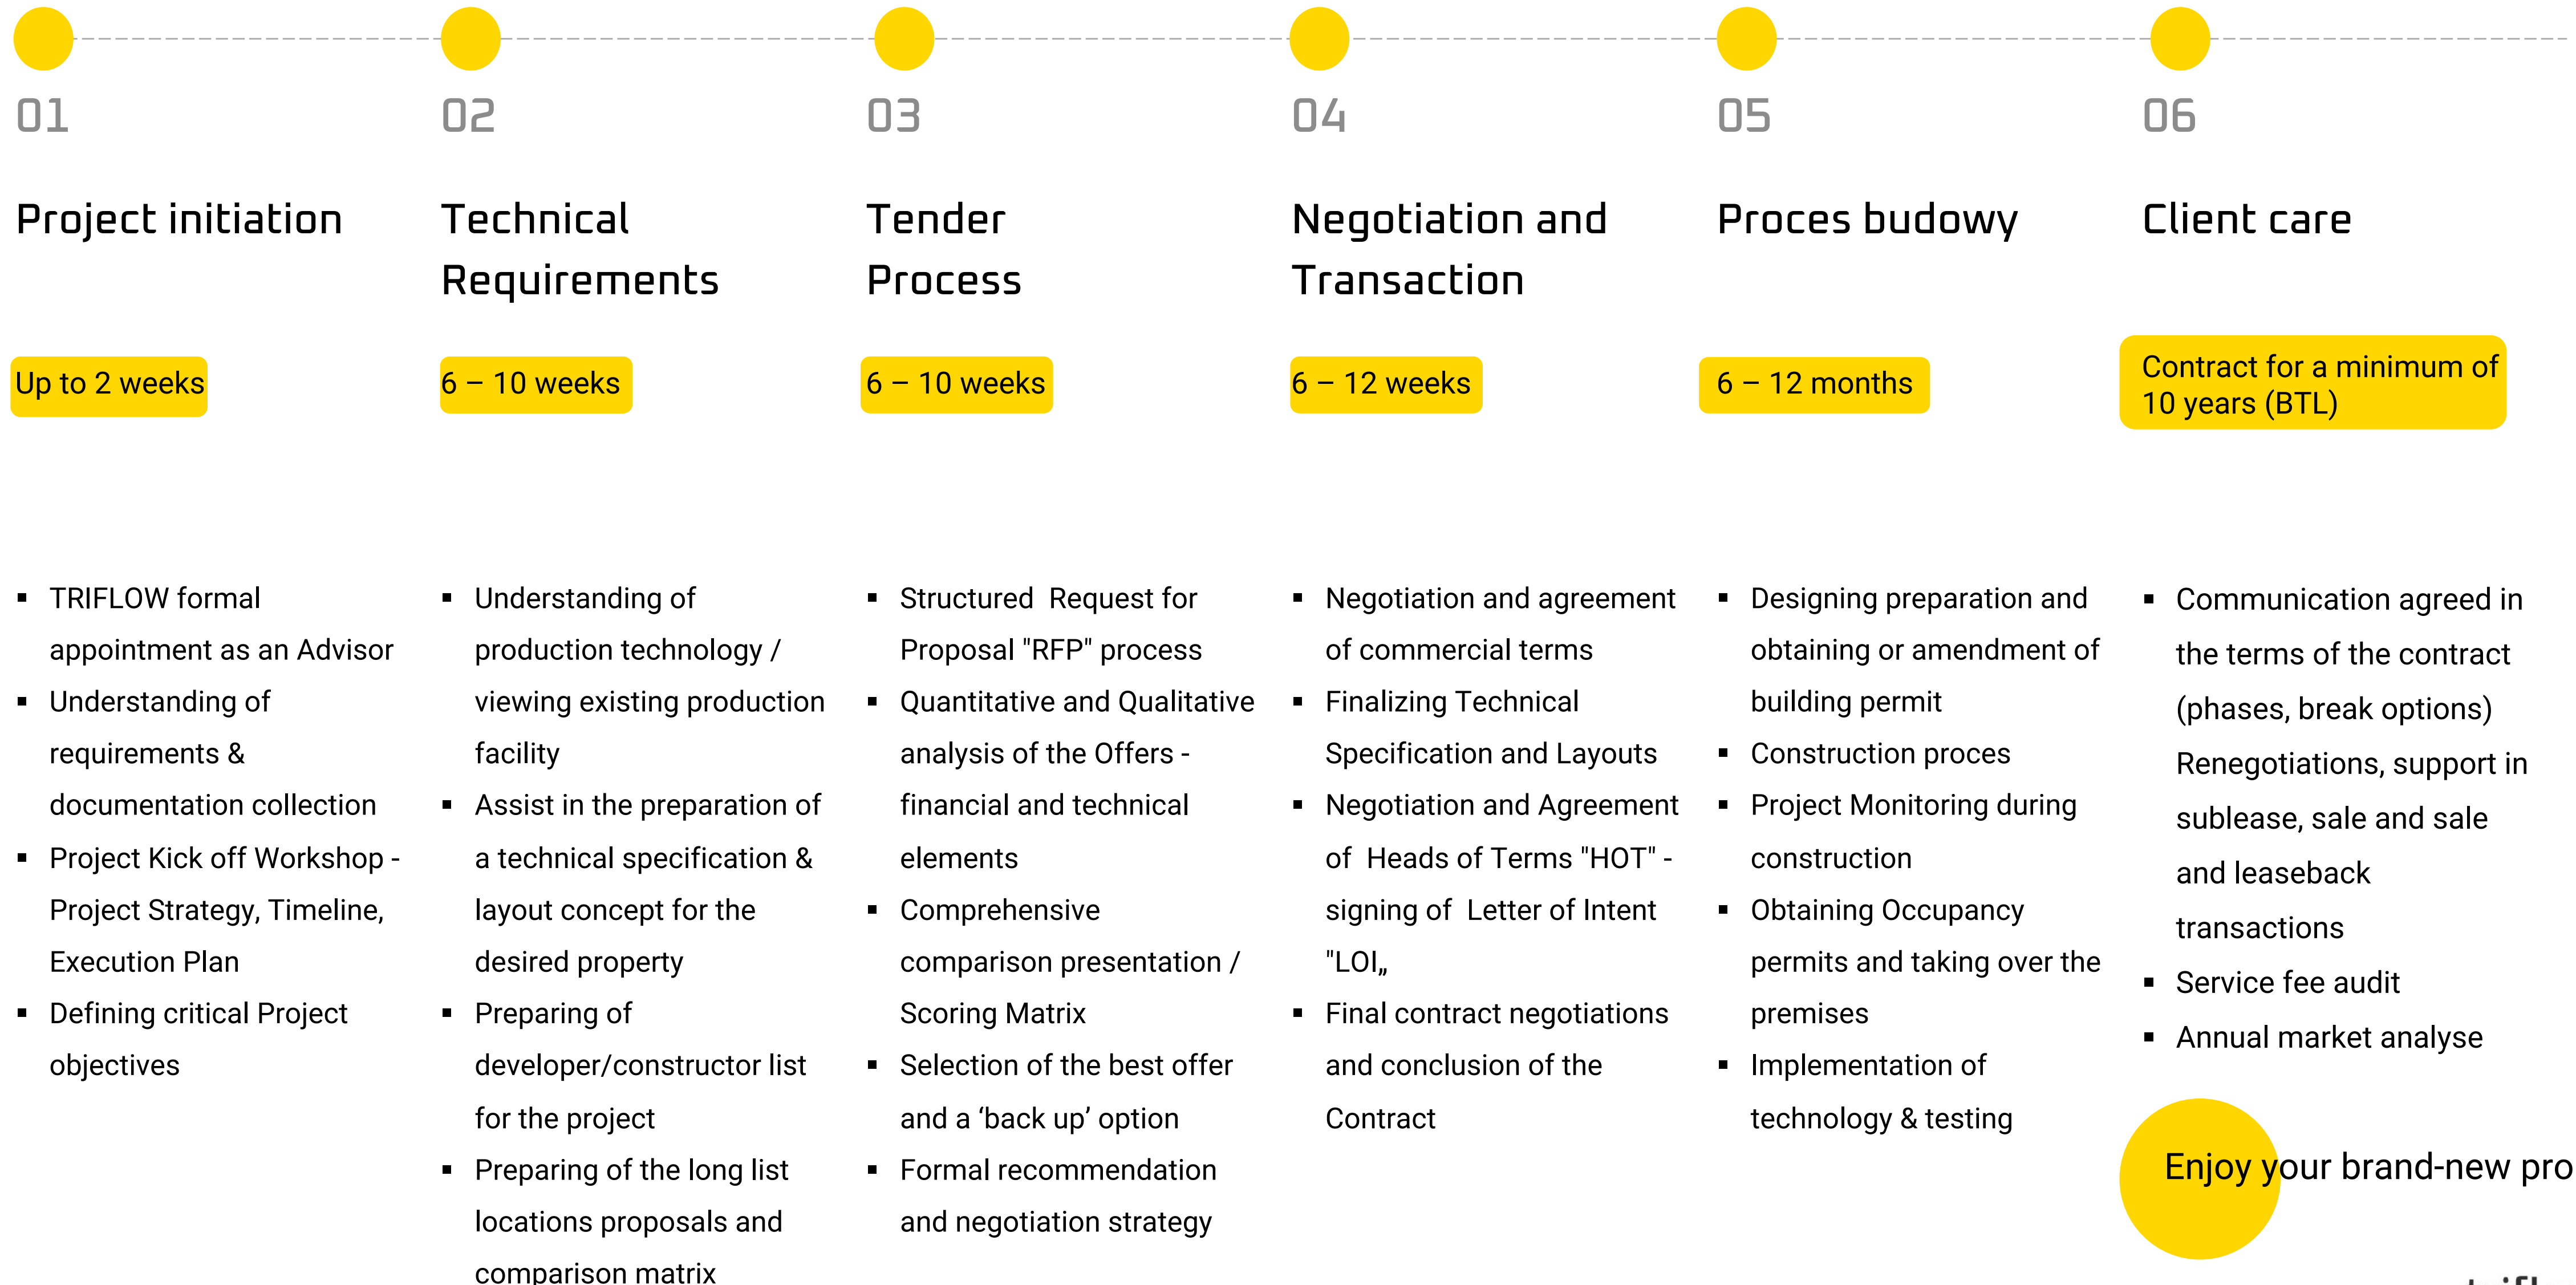 01
Project initiation
Up to 2 weeks
▪ TRIFLOW formal
appointment as an Advisor
▪ Understanding of
requirements &
documentation collection
▪ Project Kick off Workshop -
Project Strategy, Timeline,
Execution Plan
▪ Defining critical Project
objectives
02
Technical
Requirements
6 – 10 weeks
▪ Understanding of
production technology /
viewing existing production
facility
▪ Assist in the preparation of
a technical specification &
layout concept for the
desired property
▪ Preparing of
developer/constructor list
for the project
▪ Preparing of the long list
locations proposals and
comparison matrix
03
Tender
Process
6 – 10 weeks
▪ Structured  Request for
Proposal "RFP" process
▪ Quantitative and Qualitative
analysis of the Offers -
financial and technical
elements
▪ Comprehensive
comparison presentation /
Scoring Matrix
▪ Selection of the best offer
and a ‘back up’ option
▪ Formal recommendation
and negotiation strategy
04
Negotiation and
Transaction
6 – 12 weeks
▪ Negotiation and agreement
of commercial terms
▪ Finalizing Technical
Specification and Layouts
▪ Negotiation and Agreement
of  Heads of Terms "HOT" -
signing of  Letter of Intent
"LOI„
▪ Final contract negotiations
and conclusion of the
Contract
05
Proces budowy
6 – 12 months
▪ Designing preparation and
obtaining or amendment of
building permit
▪ Construction proces
▪ Project Monitoring during
construction
▪ Obtaining Occupancy
permits and taking over the
premises
▪ Implementation of
technology & testing
06
Client care
Contract for a minimum of
10 years (BTL)
▪ Communication agreed in
the terms of the contract
(phases, break options)
Renegotiations, support in
sublease, sale and sale
and leaseback
transactions
▪ Service fee audit
▪ Annual market analyse
Enjoy your brand-new pro